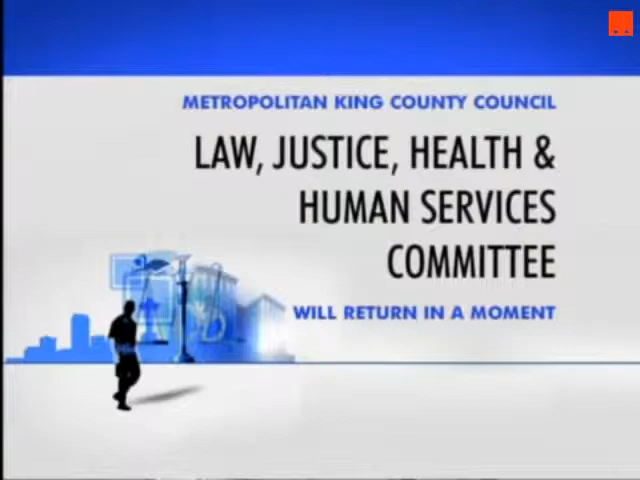 METROPOLITAN KING COUNTY COUNCIL
LAW, JUSTICE, HEALTH &
HUMAN SERVICES
COMMITTEE
WILL RETURN IN A MOMENT